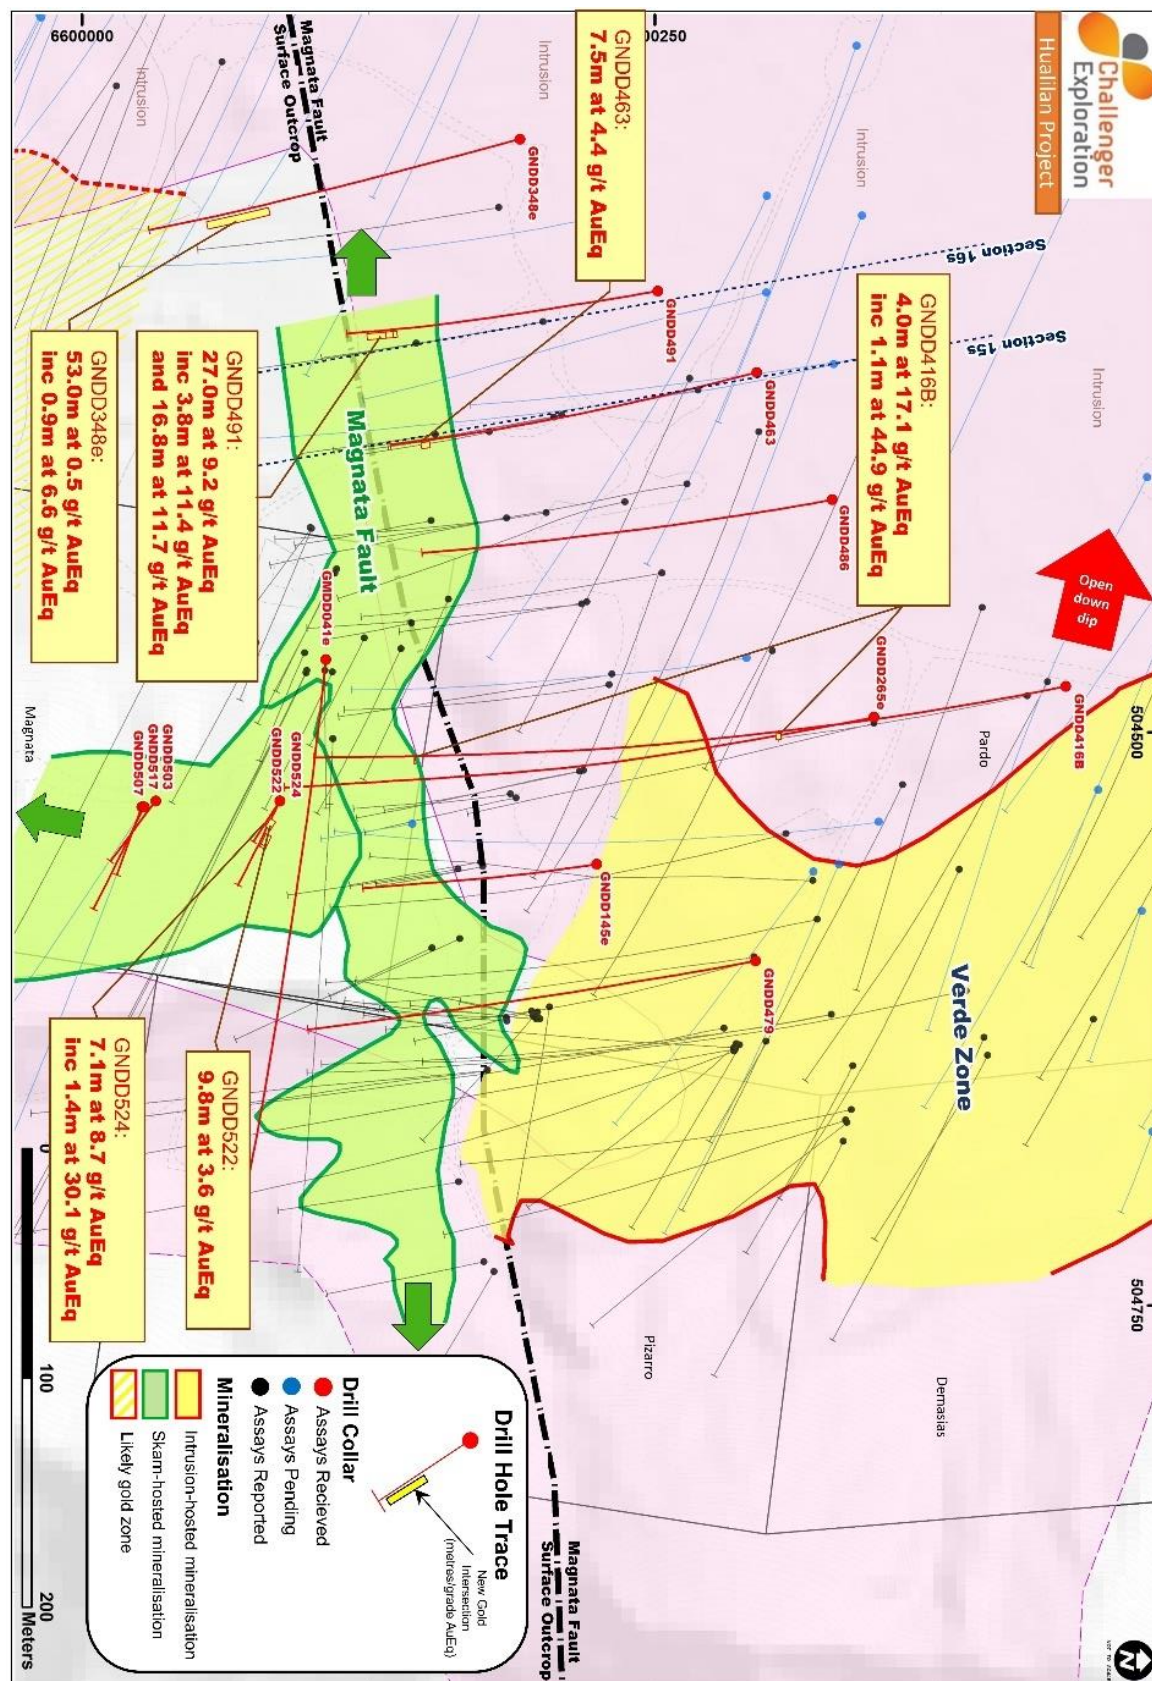 Challenger
Exploration
Hualilan Project
6600000
00250
504500
504750
Magnata Fault
Surface Outcrop
Intrusion
Intrusion
Intrusion
Intrusion
GNDD463:
7.5m at 4.4 g/t AuEq
GNDD416B:
4.0m at 17.1 g/t AuEq
inc 1.1m at 44.9 g/t AuEq
GNDD491:
27.0m at 9.2 g/t AuEq
inc 3.8m at 11.4 g/t AuEq
and 16.8m at 11.7 g/t AuEq
GNDD348e:
53.0m at 0.5 g/t AuEq
inc 0.9m at 6.6 g/t AuEq
GNDD522:
9.8m at 3.6 g/t AuEq
GNDD524:
7.1m at 8.7 g/t AuEq
inc 1.4m at 30.1 g/t AuEq
Section 16s
Section 15s
GNDD348e
GNDD491
GNDD463
GNDD486
GNDD265e
GNDD416B
GMDD041e
GNDD524
GNDD522
GNDD503
GNDD517
GNDD507
GNDD145e
GNDD479
Open
down
dip
Magnata Fault
Verde Zone
Magnata
Pardo
Pizarro
Demasias
Magnata Fault
Surface Outcrop
Drill Hole Trace
New Gold
Intersection
(metres/grade AuEq)
Drill Collar
Assays Recieved
Assays Pending
Assays Reported
Mineralisation
Intrusion-hosted mineralisation
Skarn-hosted mineralisation
Likely gold zone
0
100
200
Meters
N